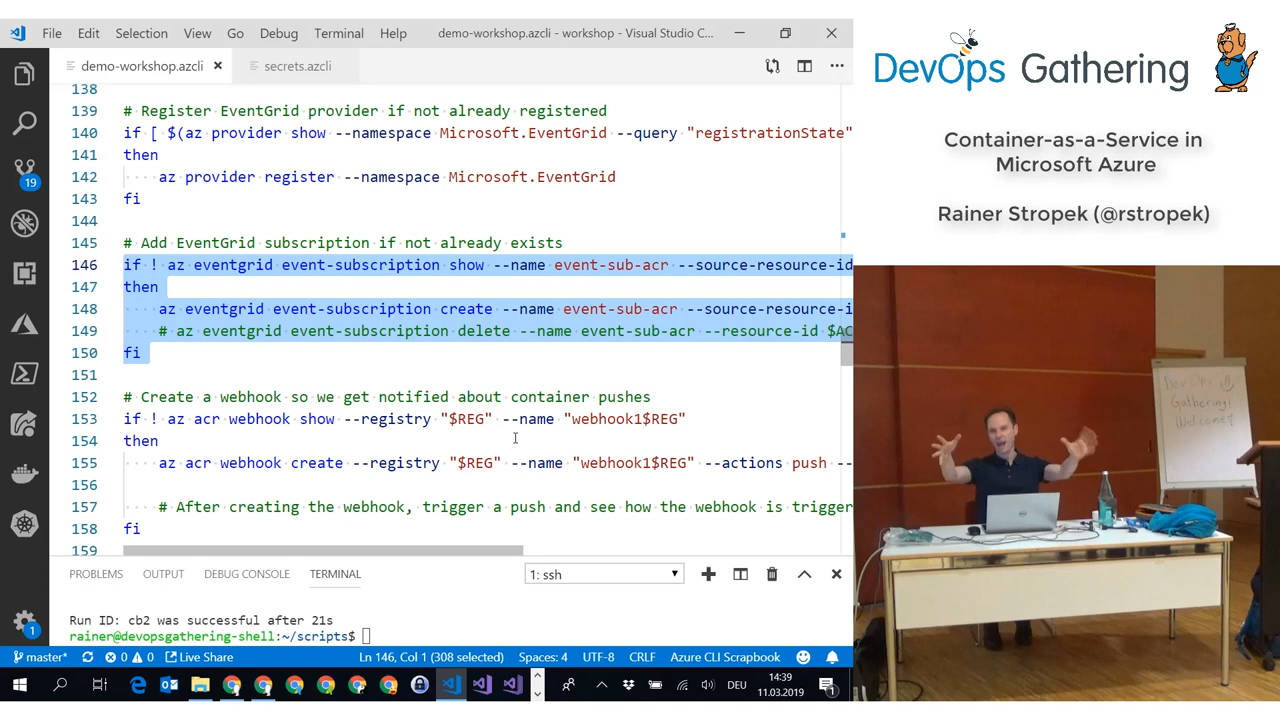 File Edit Selection View Go Debug Terminal Help demo-workshop.azcli - workshop - Visual Studio C...
demo-workshop.azcli
secrets.azcli
138
139 # Register EventGrid provider if not already registered
140 if [ $(az provider show --namespace Microsoft.EventGrid --query "registrationState"
141 then
142 az provider register --namespace Microsoft.EventGrid
143 fi
144
145 # Add EventGrid subscription if not already exists
146 if ! az eventgrid event-subscription show --name event-sub-acr --source-resource-id
147 then
148 az eventgrid event-subscription create --name event-sub-acr --source-resource-i
149 # az eventgrid event-subscription delete --name event-sub-acr --resource-id $AC
150 fi
151
152 # Create a webhook so we get notified about container pushes
153 if ! az acr webhook show --registry "$REG" --name "webhook1$REG"
154 then
155 az acr webhook create --registry "$REG" --name "webhook1$REG" --actions push --
156
157 # After creating the webhook, trigger a push and see how the webhook is trigger
158 fi
159
19
1
PROBLEMS OUTPUT DEBUG CONSOLE TERMINAL 1: ssh
Run ID: cb2 was successful after 21s
rainer@devopsgathering-shell:~/scripts$
master* 0 0 Live Share Ln 146, Col 1 (308 selected) Spaces: 4 UTF-8 CRLF Azure CLI Scrapbook
DEU 14:39
11.03.2019
1
DevOps Gathering
Container-as-a-Service in
Microsoft Azure
Rainer Stropek (@rstropek)
DevOps
Gathering!
Welcome!
DELL